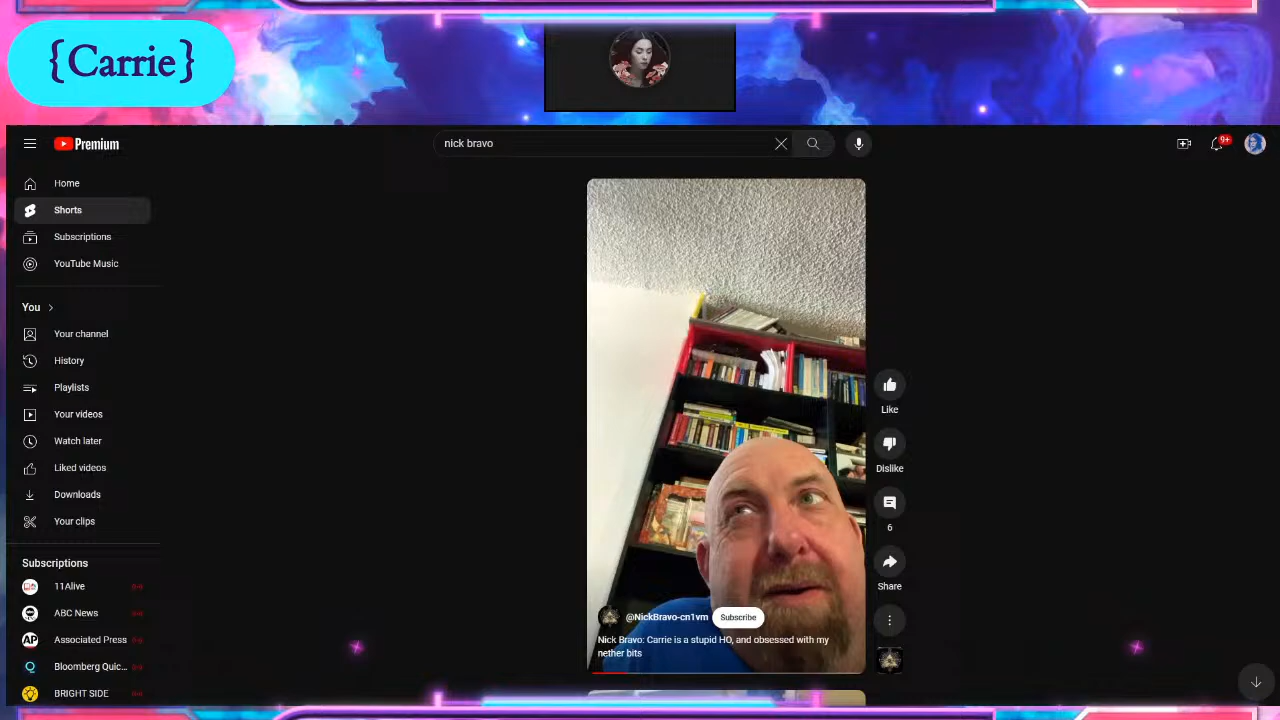 {Carrie}
Premium
nick bravo
9+
Home
Shorts
Subscriptions
YouTube Music
You
Your channel
History
Playlists
Your videos
Watch later
Liked videos
Downloads
Your clips
Subscriptions
11Alive
ABC News
Associated Press
Bloomberg Quic...
BRIGHT SIDE
Like
Dislike
6
Share
@NickBravo-cn1vm
Subscribe
Nick Bravo: Carrie is a stupid HO, and obsessed with my
nether bits